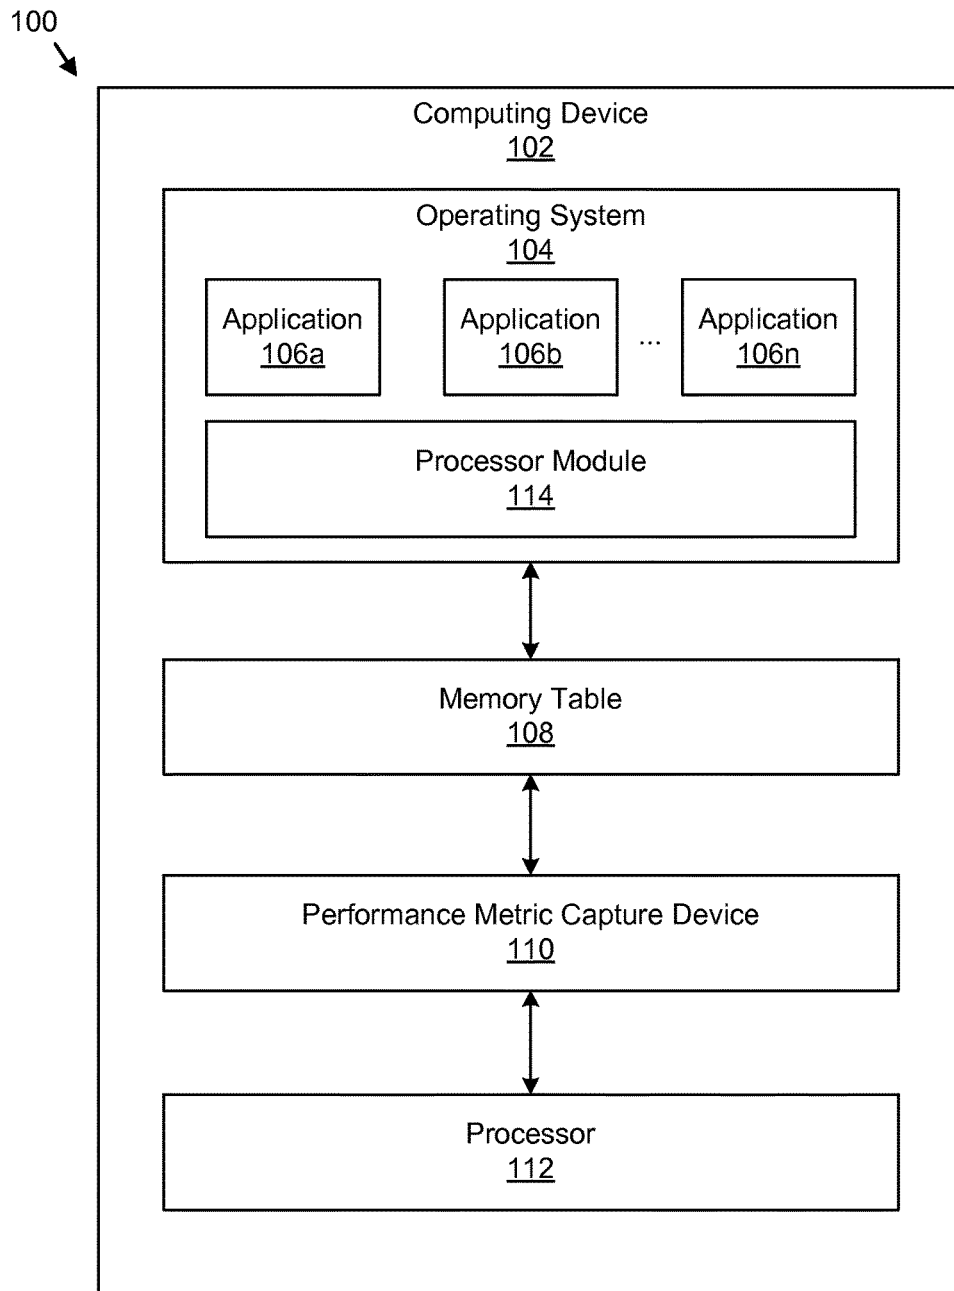 100
Computing Device
102
Operating System
104
Application
106a
Application
106b
...
Application
106n
Processor Module
114
Memory Table
108
Performance Metric Capture Device
110
Processor
112